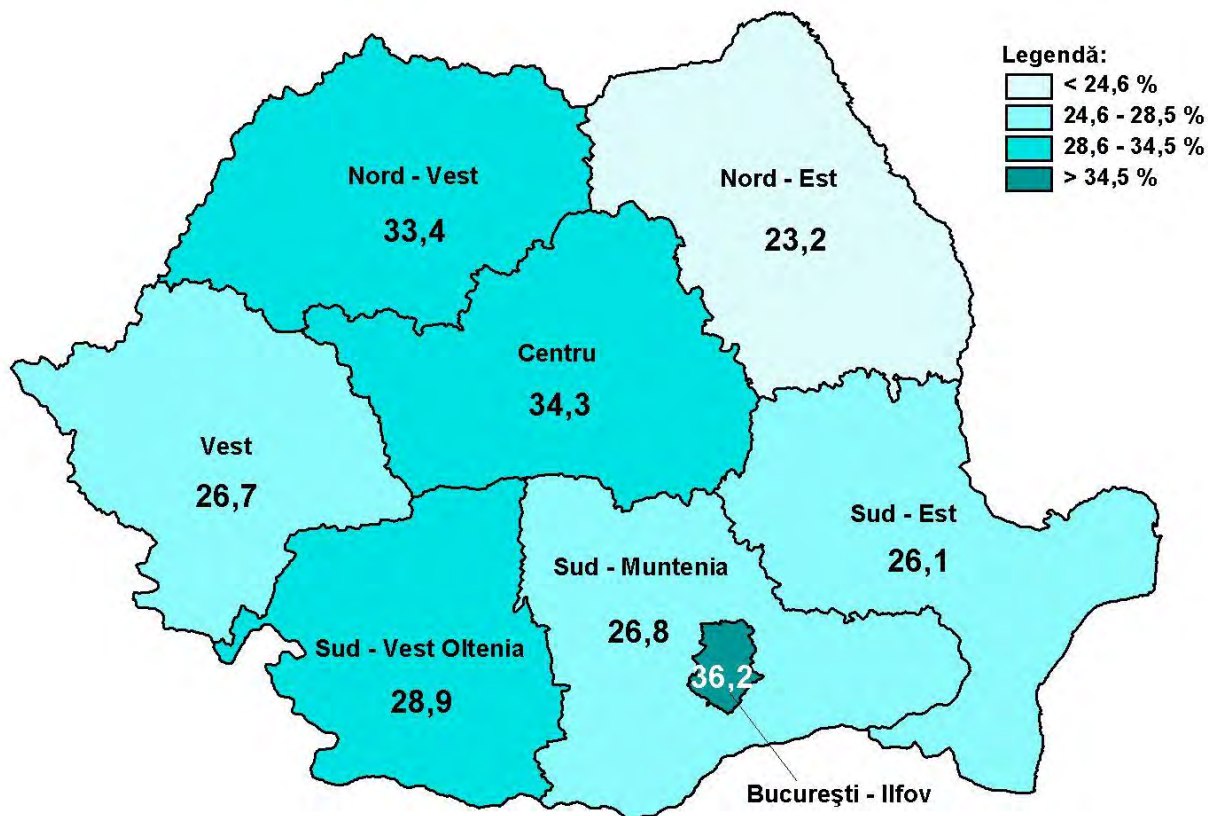 Legendă:
< 24,6 %
24,6 - 28,5 %
28,6 - 34,5 %
> 34,5 %
Nord - Vest
33,4
Nord - Est
23,2
Centru
34,3
Vest
26,7
Sud - Est
26,1
Sud - Muntenia
26,8
Sud - Vest Oltenia
28,9
36,2
Bucureşti - Ilfov